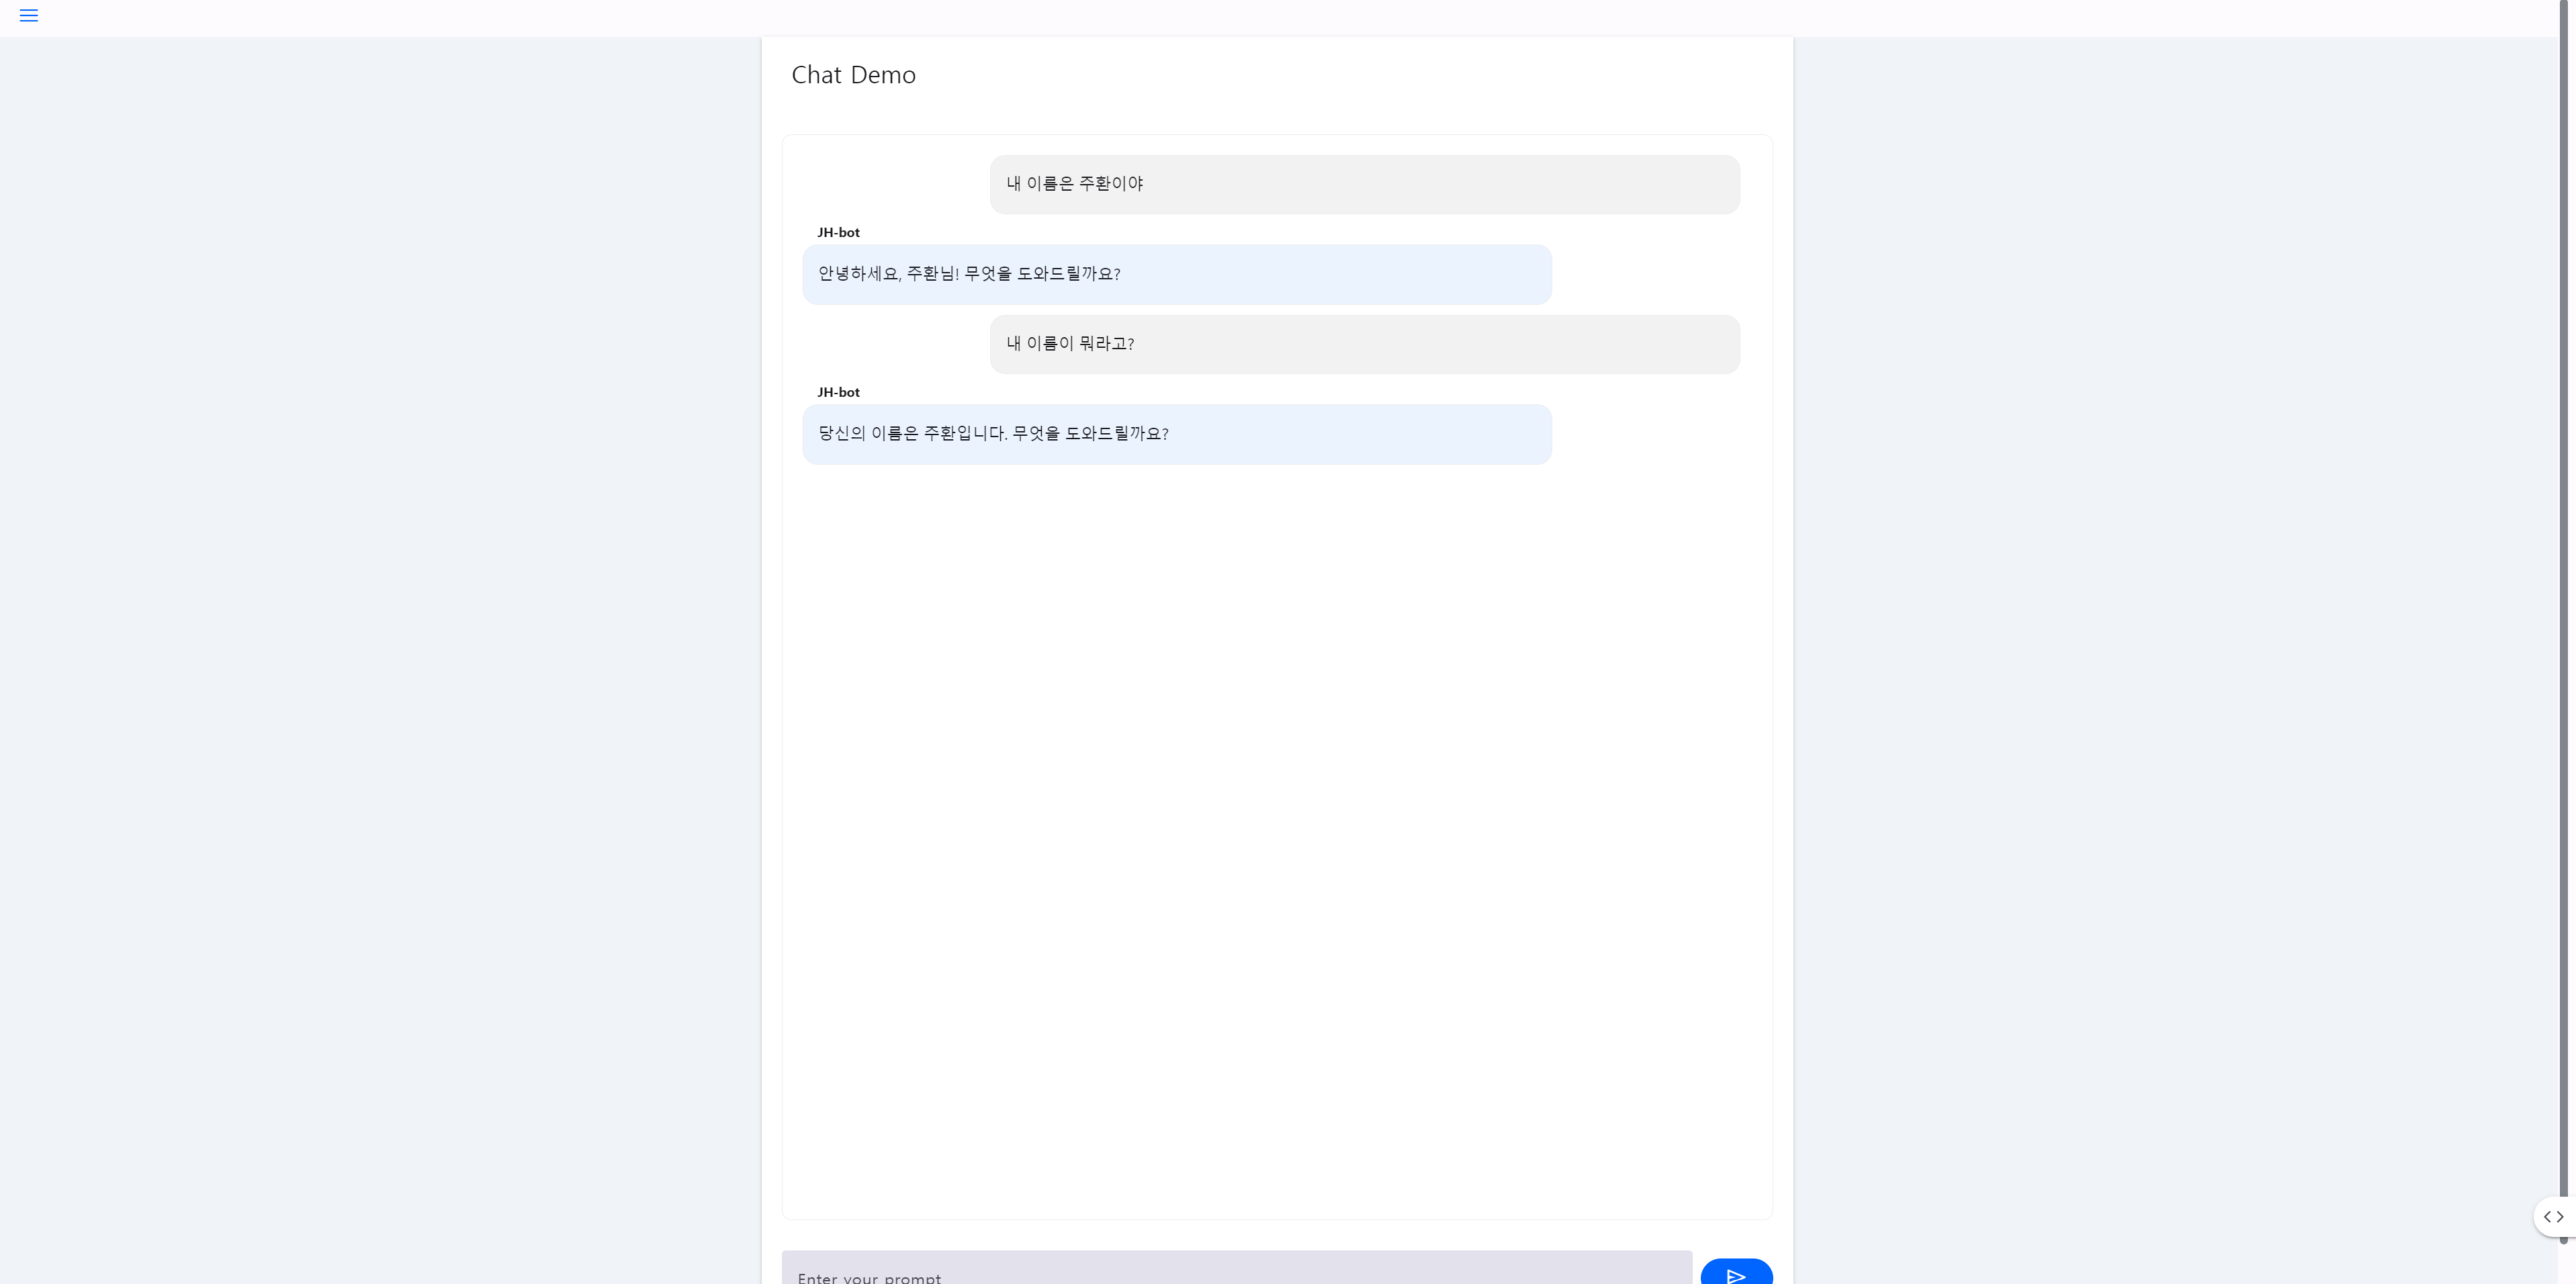 Chat Demo
내 이름은 주환이야
JH-bot
안녕하세요, 주환님! 무엇을 도와드릴까요?
내 이름이 뭐라고?
JH-bot
당신의 이름은 주환입니다. 무엇을 도와드릴까요?
Enter your prompt